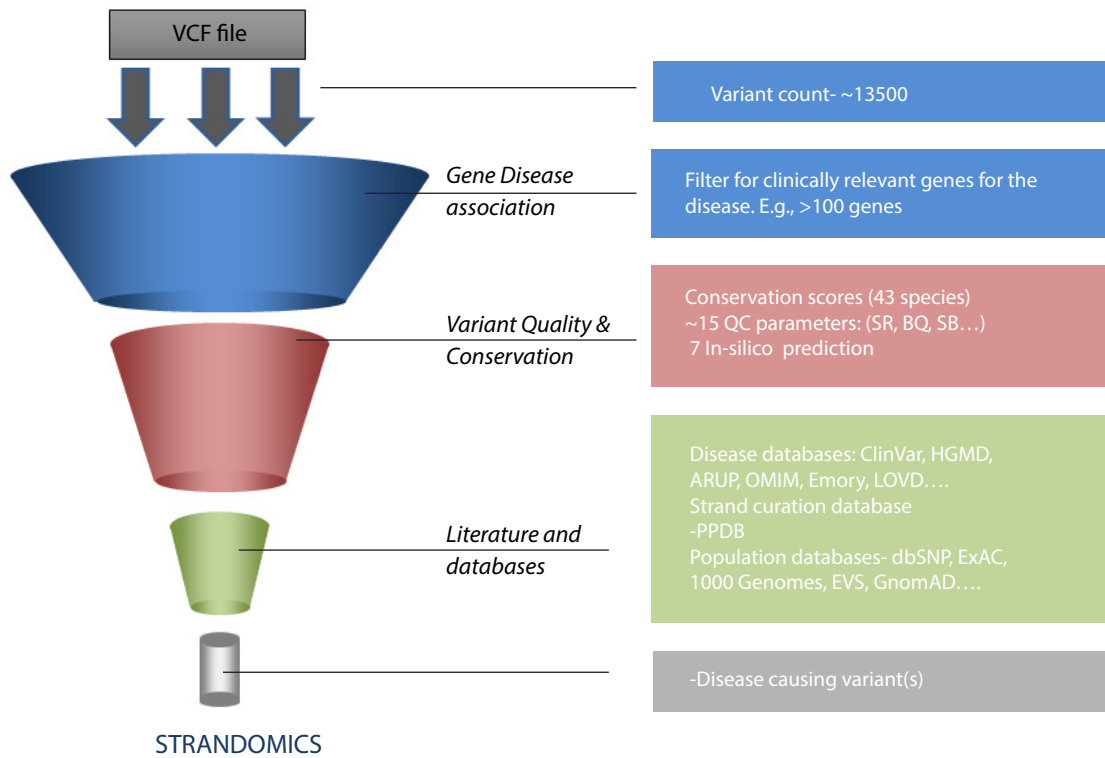 VCF file
Variant count- ~13500
Gene Disease
association
Filter for clinically relevant genes for the
disease. E.g., >100 genes
Variant Quality &
Conservation
Conservation scores (43 species)
~15 QC parameters: (SR, BQ, SB…)
7 In-silico prediction
Literature and
databases
Disease databases: ClinVar, HGMD,
ARUP, OMIM, Emory, LOVD….
Strand curation database
-PPDB
Population databases- dbSNP, ExAC,
1000 Genomes, EVS, GnomAD….
-Disease causing variant(s)
STRANDOMICS